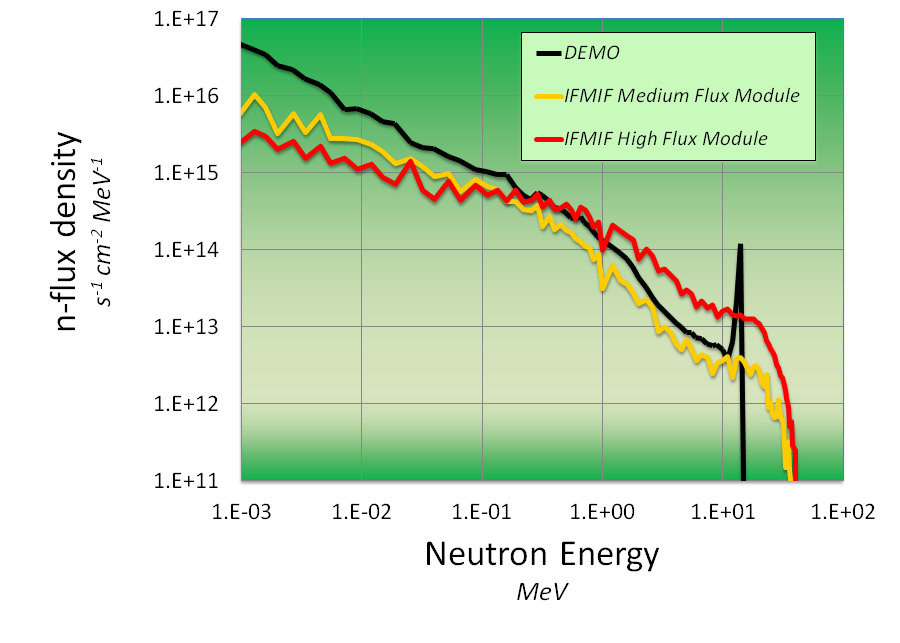 1.E+17
1.E+16
1.E+15
1.E+14
1.E+13
1.E+12
1.E+11
n-flux density
s-1 cm-2 MeV-1
DEMO
IFMIF Medium Flux Module
IFMIF High Flux Module
1.E-03 1.E-02 1.E-01 1.E+00 1.E+01 1.E+02
Neutron Energy
MeV